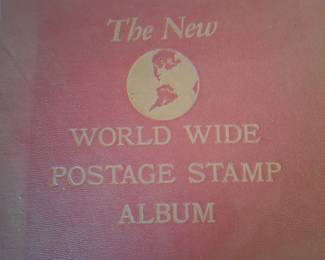 The New
WORLD WIDE
POSTAGE STAMP
ALBUM